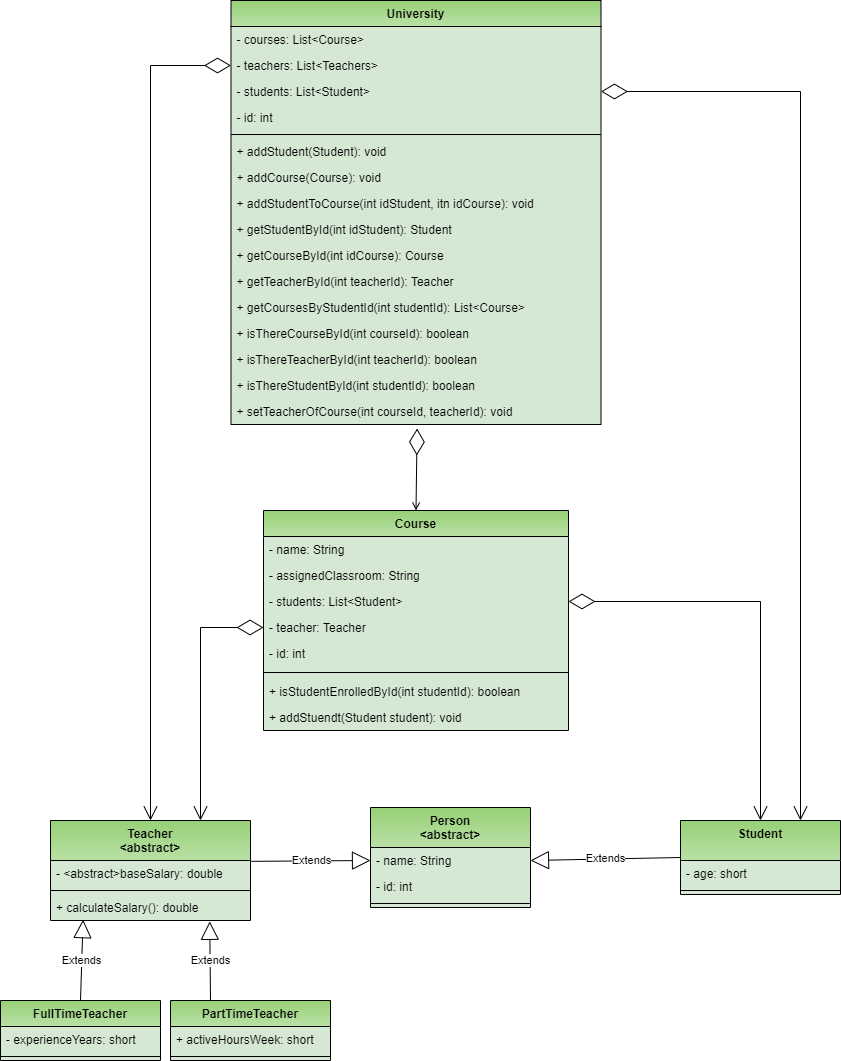 University
- courses: List<Course>
- teachers: List<Teachers>
- students: List<Student>
- id: int
+ addStudent(Student): void
+ addCourse(Course): void
+ addStudentToCourse(int idStudent, itn idCourse): void
+ getStudentById(int idStudent): Student
+ getCourseById(int idCourse): Course
+ getTeacherById(int teacherId): Teacher
+ getCoursesByStudentId(int studentId): List<Course>
+ isThereCourseById(int courseId): boolean
+ isThereTeacherById(int teacherId): boolean
+ isThereStudentById(int studentId): boolean
+ setTeacherOfCourse(int courseId, teacherId): void
Course
- name: String
- assignedClassroom: String
- students: List<Student>
- teacher: Teacher
- id: int
+ isStudentEnrolledById(int studentId): boolean
+ addStuendt(Student student): void
Teacher
<abstract>
- <abstract>baseSalary: double
+ calculateSalary(): double
Extends
Person
<abstract>
- name: String
- id: int
Extends
Student
- age: short
Extends
Extends
FullTimeTeacher
- experienceYears: short
PartTimeTeacher
+ activeHoursWeek: short